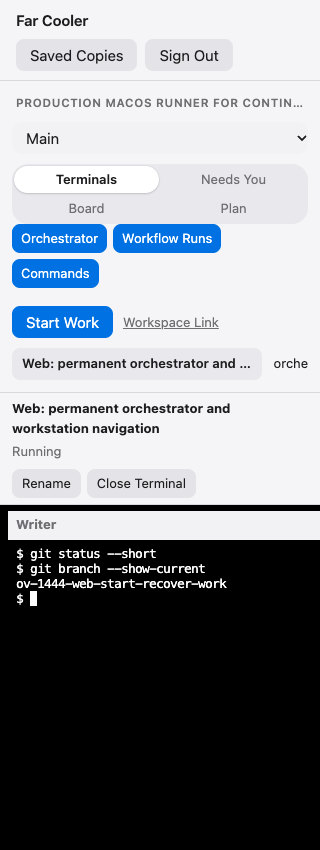 Far Cooler
Saved Copies
Sign Out
PRODUCTION MACOS RUNNER FOR CONTIN...
Main
Terminals
Needs You
Board
Plan
Orchestrator
Workflow Runs
Commands
Start Work
Workspace Link
Web: permanent orchestrator and ...
orche
Web: permanent orchestrator and
workstation navigation
Running
Rename
Close Terminal
Writer
$ git status --short
$ git branch --show-current
ov-1444-web-start-recover-work
$